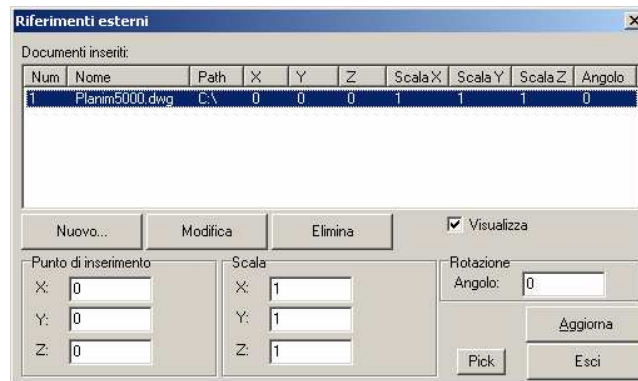 Riferimenti esterni
Documenti inseriti:
Num Nome Path X Y Z Scala X Scala Y Scala Z Angolo
1 Planim5000.dwg C:\ 0 0 0 1 1 1 0
Nuovo... Modifica Elimina Visualizza
Punto di inserimento Scala Rotazione
X: 0 X: 1 Angolo: 0
Y: 0 Y: 1 Aggiorna
Z: 0 Z: 1 Pick Esci